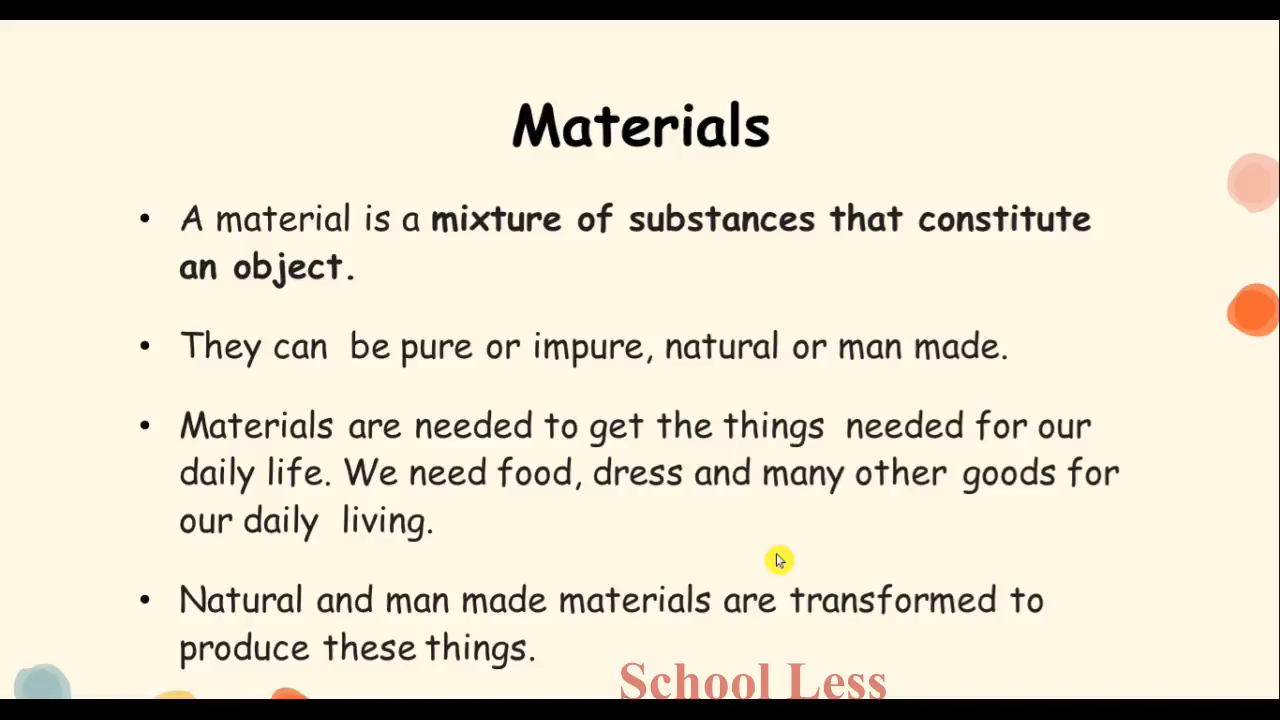 Materials
• A material is a mixture of substances that constitute
an object.
• They can be pure or impure, natural or man made.
• Materials are needed to get the things needed for our
daily life. We need food, dress and many other goods for
our daily living.
• Natural and man made materials are transformed to
produce these things.
School Less